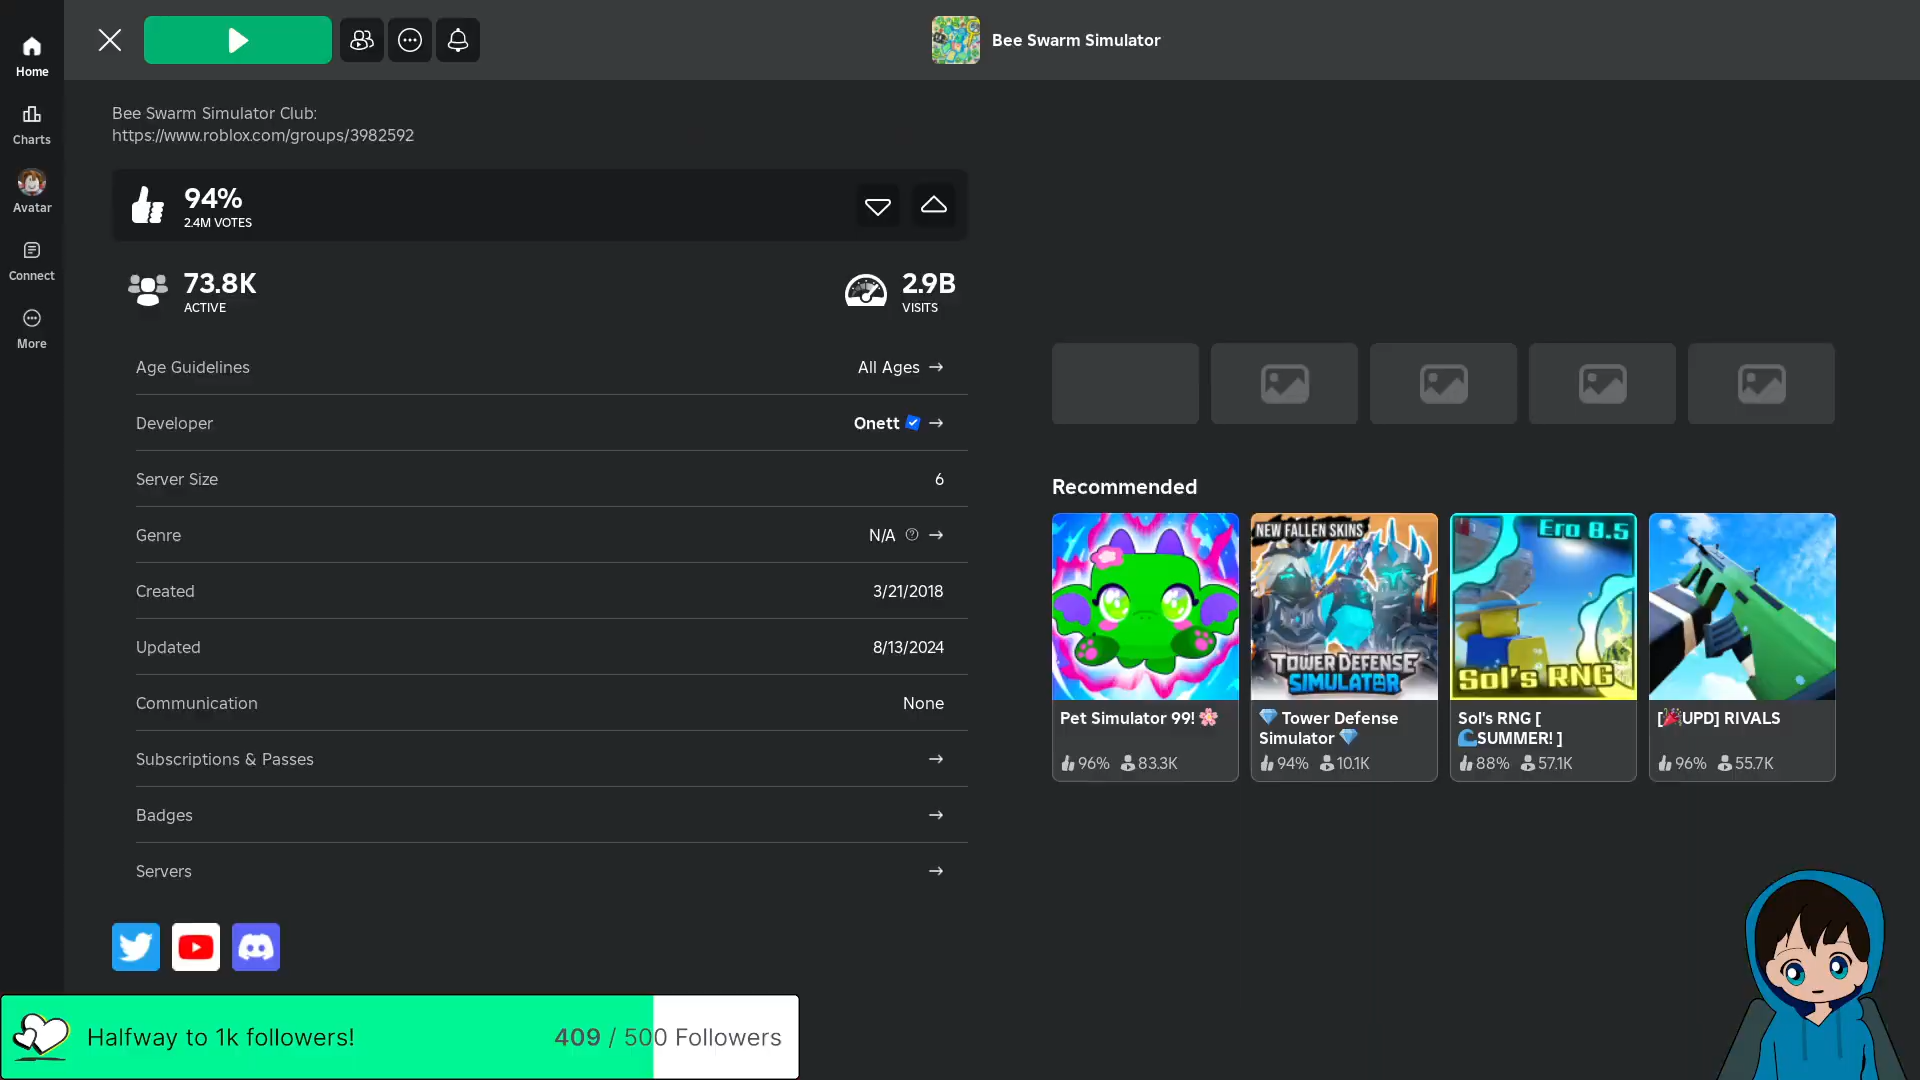 Bee Swarm Simulator
Home
Charts
Avatar
Connect
More
Bee Swarm Simulator Club:
https://www.roblox.com/groups/3982592
94%
2.4M VOTES
73.8K
ACTIVE
2.9B
VISITS
Age Guidelines
All Ages
Developer
Onett
Server Size
6
Genre
N/A
Created
3/21/2018
Updated
8/13/2024
Communication
None
Subscriptions & Passes
Badges
Servers
Recommended
NEW FALLEN SKINS
TOWER DEFENSE
SIMULATOR
Era 8.5
Sol's RNG
Pet Simulator 99! 🌸
96% 83.3K
💎 Tower Defense
Simulator 💎
94% 10.1K
Sol's RNG [
🌊SUMMER! ]
88% 57.1K
[🎉UPD] RIVALS
96% 55.7K
Halfway to 1k followers!
409 / 500 Followers